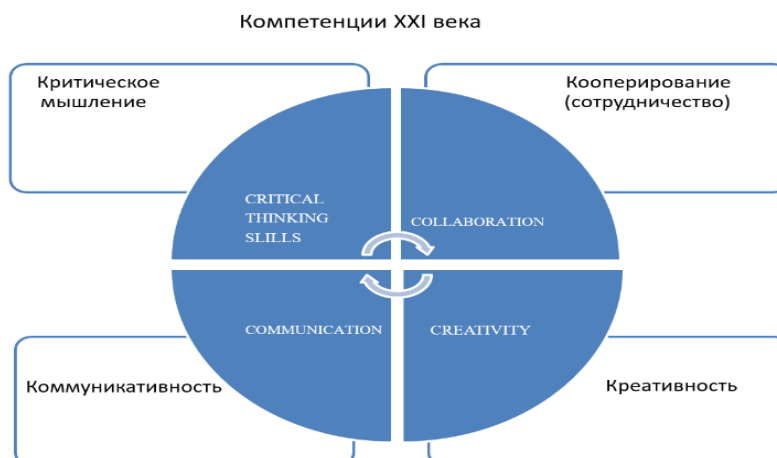 Компетенции XXI века
Критическое
мышление
Кооперирование
(сотрудничество)
CRITICAL
THINKING
SLILLS
COLLABORATION
COMMUNICATION
CREATIVITY
Коммуникативность
Креативность